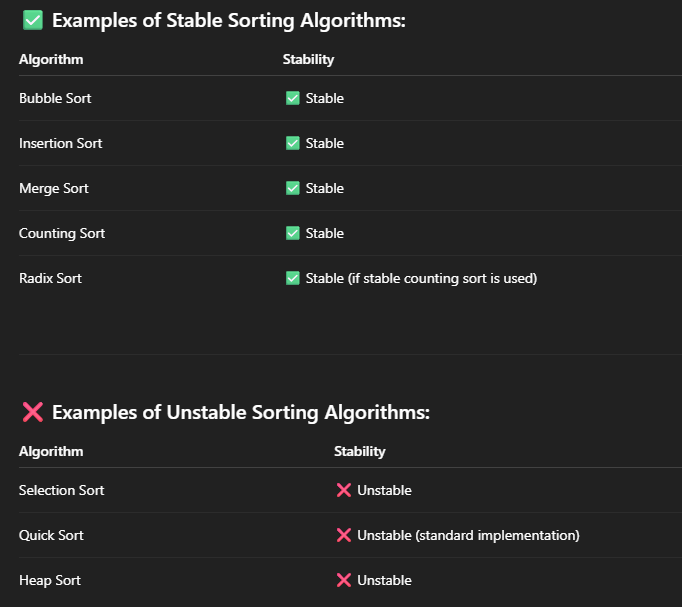 ✅ Examples of Stable Sorting Algorithms:
Algorithm Stability
Bubble Sort ✅ Stable
Insertion Sort ✅ Stable
Merge Sort ✅ Stable
Counting Sort ✅ Stable
Radix Sort ✅ Stable (if stable counting sort is used)
❌ Examples of Unstable Sorting Algorithms:
Algorithm Stability
Selection Sort ❌ Unstable
Quick Sort ❌ Unstable (standard implementation)
Heap Sort ❌ Unstable